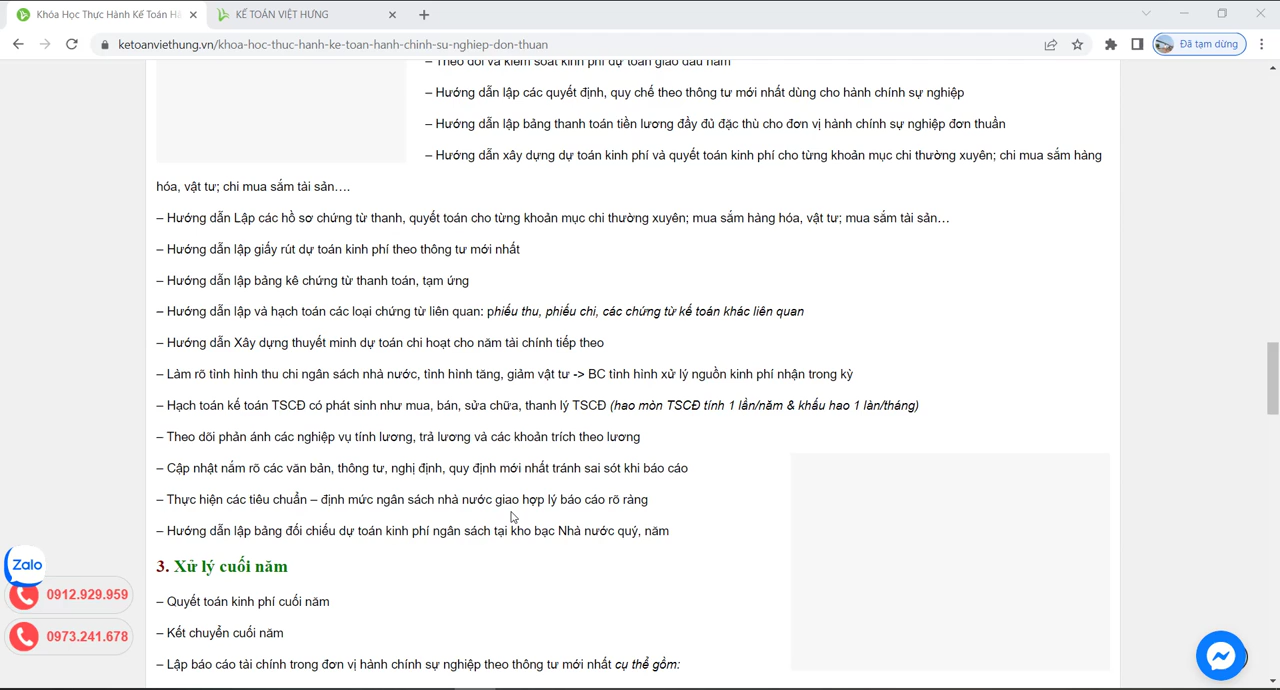 Khóa Học Thực Hành Kế Toán Hà
KẾ TOÁN VIỆT HƯNG
ketoanviethung.vn/khoa-hoc-thuc-hanh-ke-toan-hanh-chinh-su-nghiep-don-thuan
Đã tạm dừng
– Theo dõi và kiểm soát kinh phí dự toán giao đầu năm
– Hướng dẫn lập các quyết định, quy chế theo thông tư mới nhất dùng cho hành chính sự nghiệp
– Hướng dẫn lập bảng thanh toán tiền lương đầy đủ đặc thù cho đơn vị hành chính sự nghiệp đơn thuần
– Hướng dẫn xây dựng dự toán kinh phí và quyết toán kinh phí cho từng khoản mục chi thường xuyên; chi mua sắm hàng
hóa, vật tư; chi mua sắm tài sản….
– Hướng dẫn Lập các hồ sơ chứng từ thanh, quyết toán cho từng khoản mục chi thường xuyên; mua sắm hàng hóa, vật tư; mua sắm tài sản…
– Hướng dẫn lập giấy rút dự toán kinh phí theo thông tư mới nhất
– Hướng dẫn lập bảng kê chứng từ thanh toán, tạm ứng
– Hướng dẫn lập và hạch toán các loại chứng từ liên quan: phiếu thu, phiếu chi, các chứng từ kế toán khác liên quan
– Hướng dẫn Xây dựng thuyết minh dự toán chi hoạt cho năm tài chính tiếp theo
– Làm rõ tình hình thu chi ngân sách nhà nước, tình hình tăng, giảm vật tư -> BC tình hình xử lý nguồn kinh phí nhận trong kỳ
– Hạch toán kế toán TSCĐ có phát sinh như mua, bán, sửa chữa, thanh lý TSCĐ (hao mòn TSCĐ tính 1 lần/năm & khấu hao 1 làn/tháng)
– Theo dõi phản ánh các nghiệp vụ tính lương, trả lương và các khoản trích theo lương
– Cập nhật nắm rõ các văn bản, thông tư, nghị định, quy định mới nhất tránh sai sót khi báo cáo
– Thực hiện các tiêu chuẩn – định mức ngân sách nhà nước giao hợp lý báo cáo rõ ràng
– Hướng dẫn lập bảng đối chiếu dự toán kinh phí ngân sách tại kho bạc Nhà nước quý, năm
3. Xử lý cuối năm
– Quyết toán kinh phí cuối năm
– Kết chuyển cuối năm
– Lập báo cáo tài chính trong đơn vị hành chính sự nghiệp theo thông tư mới nhất cụ thể gồm:
Zalo
0912.929.959
0973.241.678